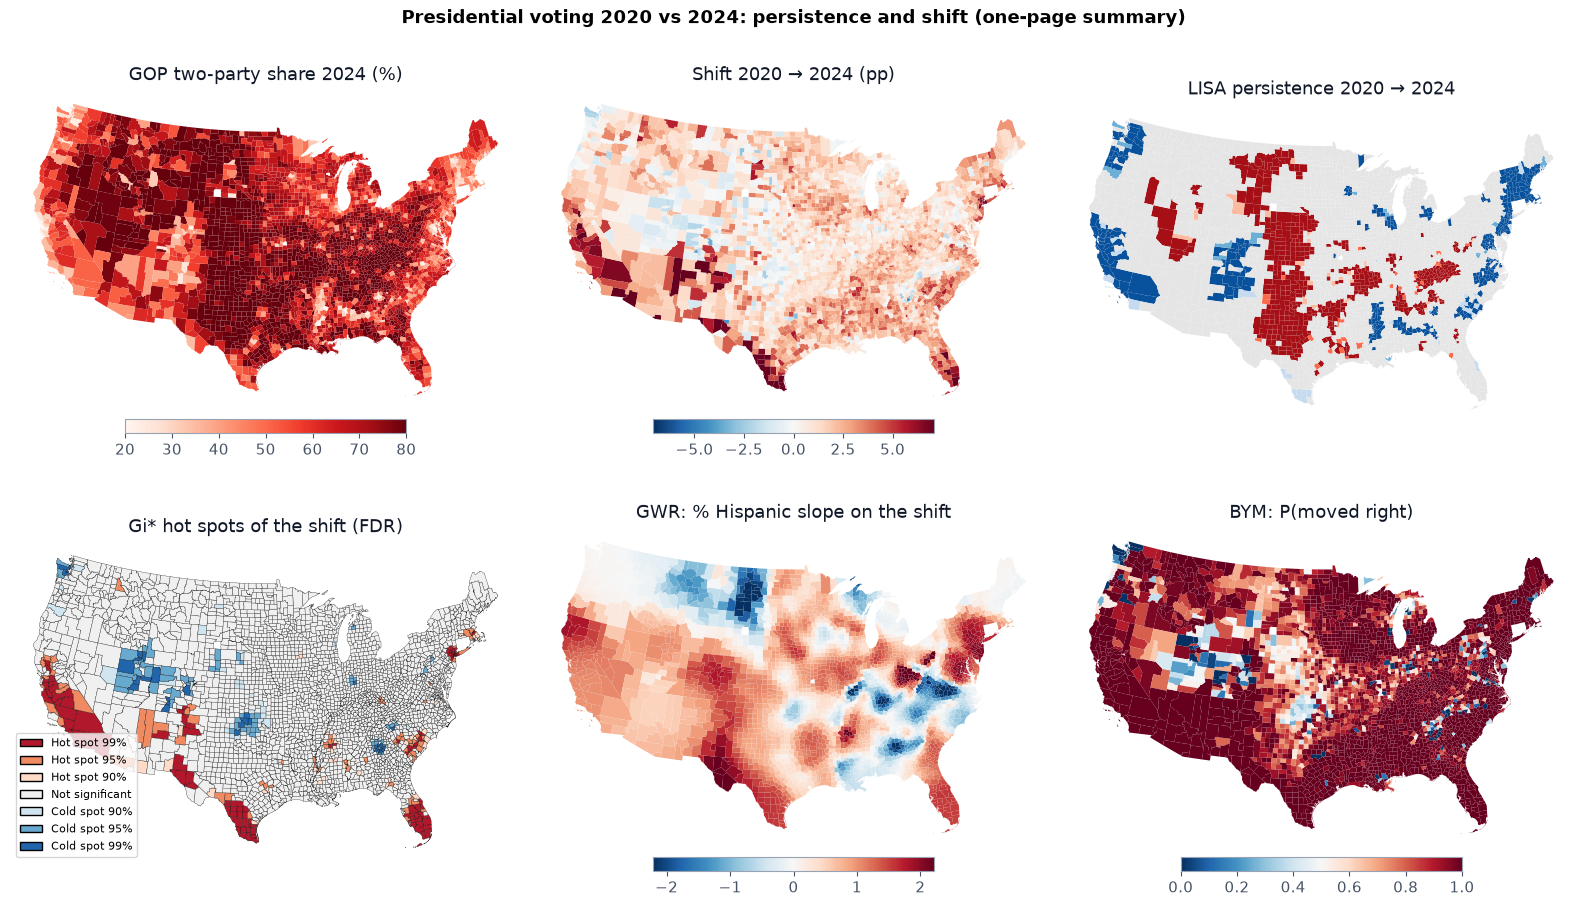 Presidential voting 2020 vs 2024: persistence and shift (one-page summary)
GOP two-party share 2024 (%)
20 30 40 50 60 70 80
Shift 2020 → 2024 (pp)
−5.0 −2.5 0.0 2.5 5.0
LISA persistence 2020 → 2024
Gi* hot spots of the shift (FDR)
Hot spot 99%
Hot spot 95%
Hot spot 90%
Not significant
Cold spot 90%
Cold spot 95%
Cold spot 99%
GWR: % Hispanic slope on the shift
−2 −1 0 1 2
BYM: P(moved right)
0.0 0.2 0.4 0.6 0.8 1.0